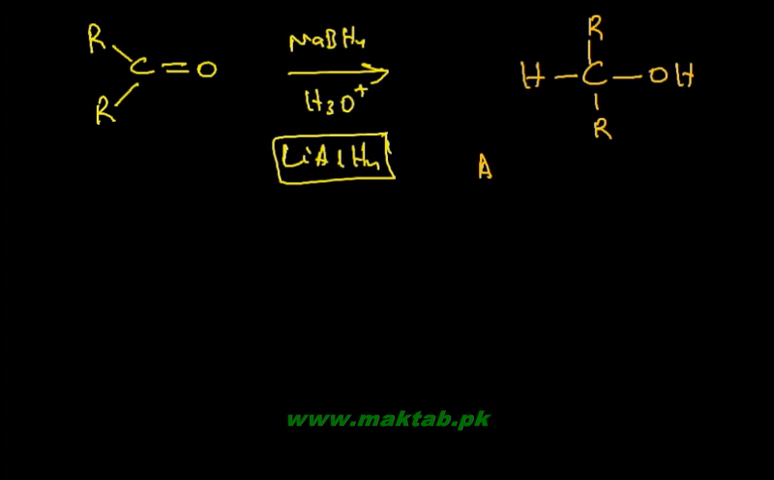 R
C=O
R
NaBH4
H3O+
LiAlH4
R
H-C-OH
R
A
www.maktab.pk